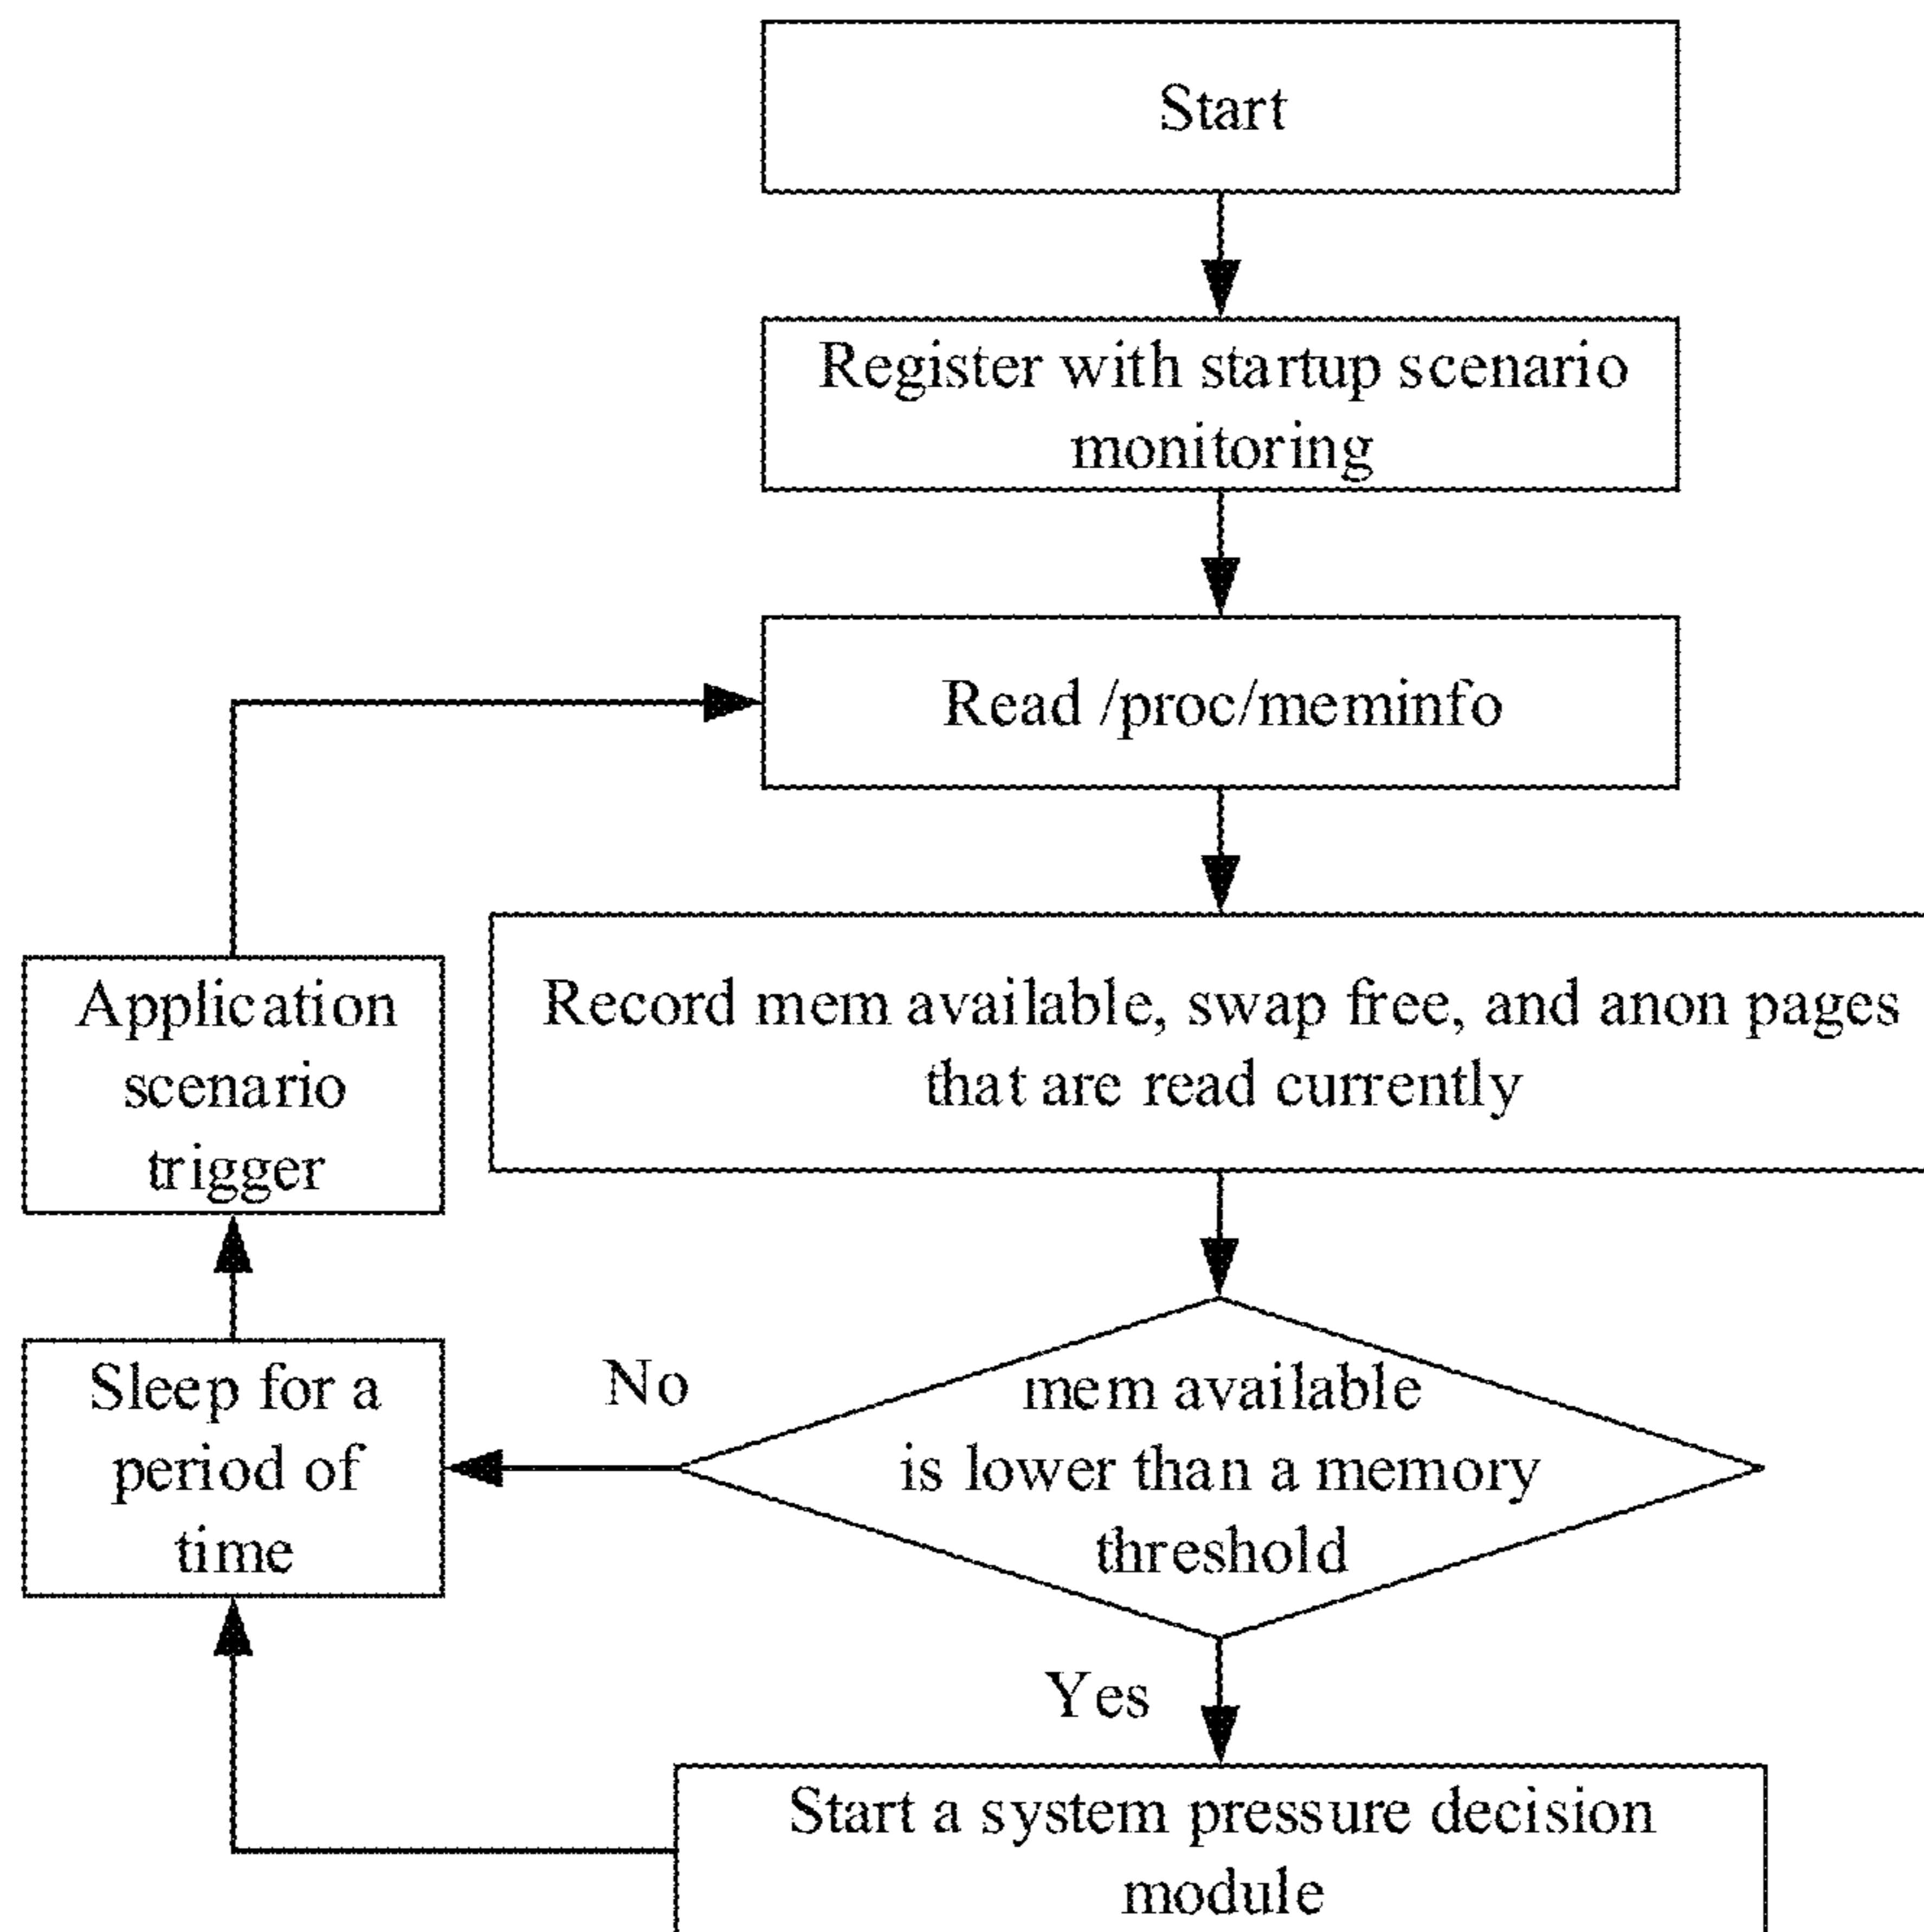 Start
Register with startup scenario
monitoring
Read /proc/meminfo
Record mem available, swap free, and anon pages
that are read currently
Application
scenario
trigger
mem available
is lower than a memory
threshold
No
Sleep for a
period of
time
Yes
Start a system pressure decision
module